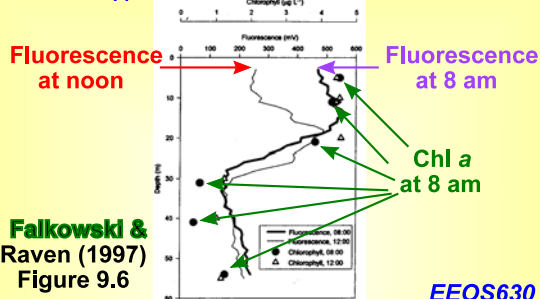 Chlorophyll (µg L⁻¹)
0 1 2 3 4 5
Fluorescence (mV)
0 100 200 300 400 500 600
Fluorescence
at noon
Fluorescence
at 8 am
0
10
20
30
40
50
Depth (m)
Chl a
at 8 am
Fluorescence, 08:00
Fluorescence, 12:00
Chlorophyll, 08:00
Chlorophyll, 12:00
Falkowski &
Raven (1997)
Figure 9.6
EEOS630